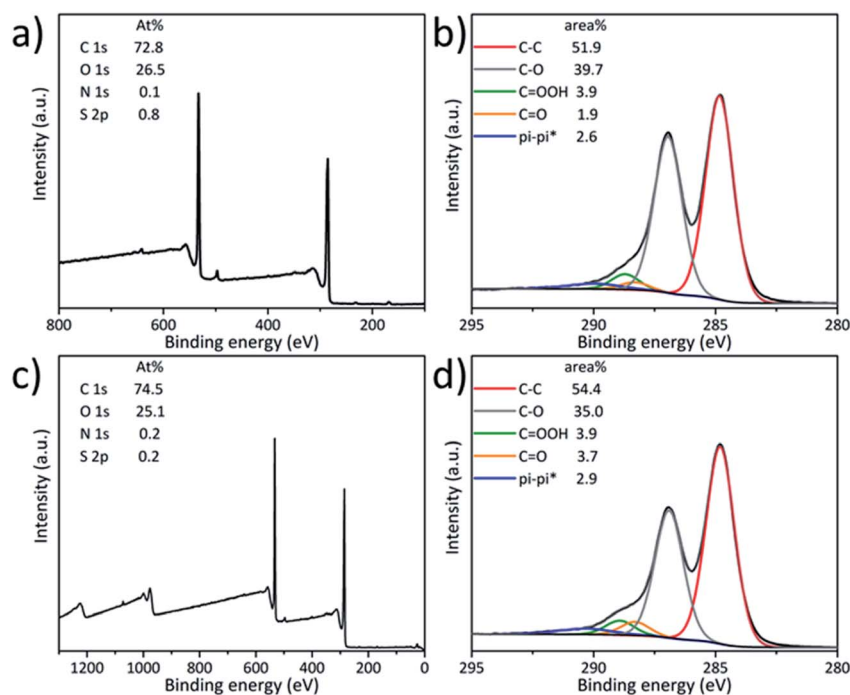 a)
At%
C 1s 72.8
O 1s 26.5
N 1s 0.1
S 2p 0.8
Intensity (a.u.)
800 600 400 200
Binding energy (eV)
b)
area%
C-C 51.9
C-O 39.7
C=OOH 3.9
C=O 1.9
pi-pi* 2.6
Intensity (a.u.)
295 290 285 280
Binding energy (eV)
c)
At%
C 1s 74.5
O 1s 25.1
N 1s 0.2
S 2p 0.2
Intensity (a.u.)
1200 1000 800 600 400 200 0
Binding energy (eV)
d)
area%
C-C 54.4
C-O 35.0
C=OOH 3.9
C=O 3.7
pi-pi* 2.9
Intensity (a.u.)
295 290 285 280
Binding energy (eV)